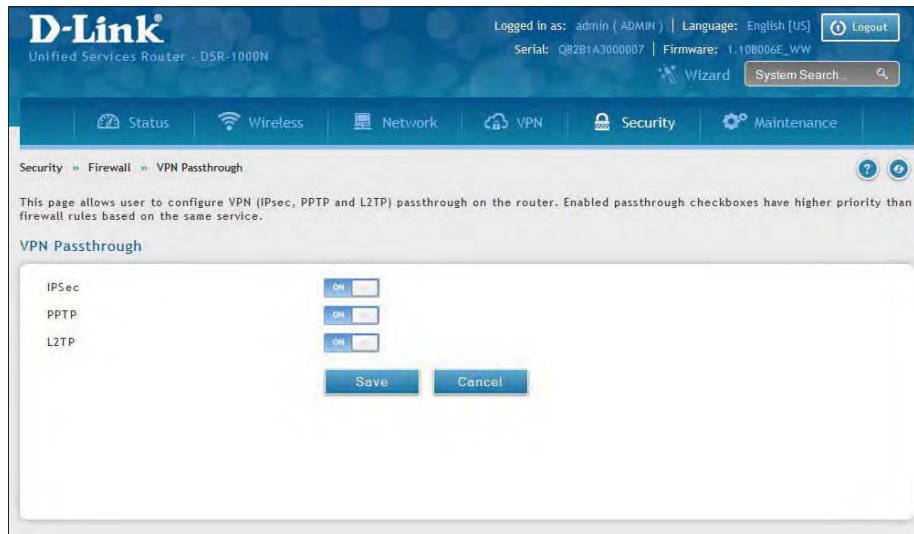 D-Link
Unified Services Router - DSR-1000N
Logged in as: admin ( ADMIN ) | Language: English [US]
Logout
Serial: QB2B1A3000007 | Firmware: 1.10B006E_WW
Wizard
System Search...
Status
Wireless
Network
VPN
Security
Maintenance
Security » Firewall » VPN Passthrough
This page allows user to configure VPN (IPsec, PPTP and L2TP) passthrough on the router. Enabled passthrough checkboxes have higher priority than
firewall rules based on the same service.
VPN Passthrough
IPSec
ON
PPTP
ON
L2TP
ON
Save
Cancel